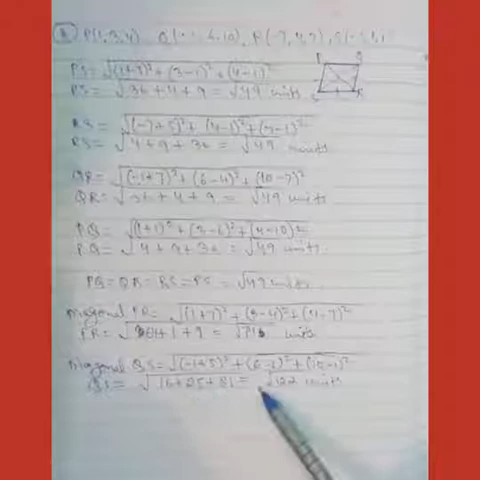 P(1, 3, 4) Q(-1, 6, 10), R(-7, 4, 7), S(-5, 1, 1)
P S
Q R
PS = √(1+5)² + (3-1)² + (4-1)²
PS = √36 + 4 + 9 = √49 units
RS = √(-7+5)² + (4-1)² + (7-1)²
RS = √4 + 9 + 36 = √49 units
QR = √(-1+7)² + (6-4)² + (10-7)²
QR = √36 + 4 + 9 = √49 units
PQ = √(1+1)² + (3-6)² + (4-10)²
PQ = √4 + 9 + 36 = √49 units
PQ = QR = RS = PS = √49 units.
Diagonal PR = √(1+7)² + (3-4)² + (4-7)²
PR = + 1 + 9 = units
Diagonal QS = √(-1+5)² + (6-1)² + (10-1)²
QS = √16 + 25 + 81 = √122 units